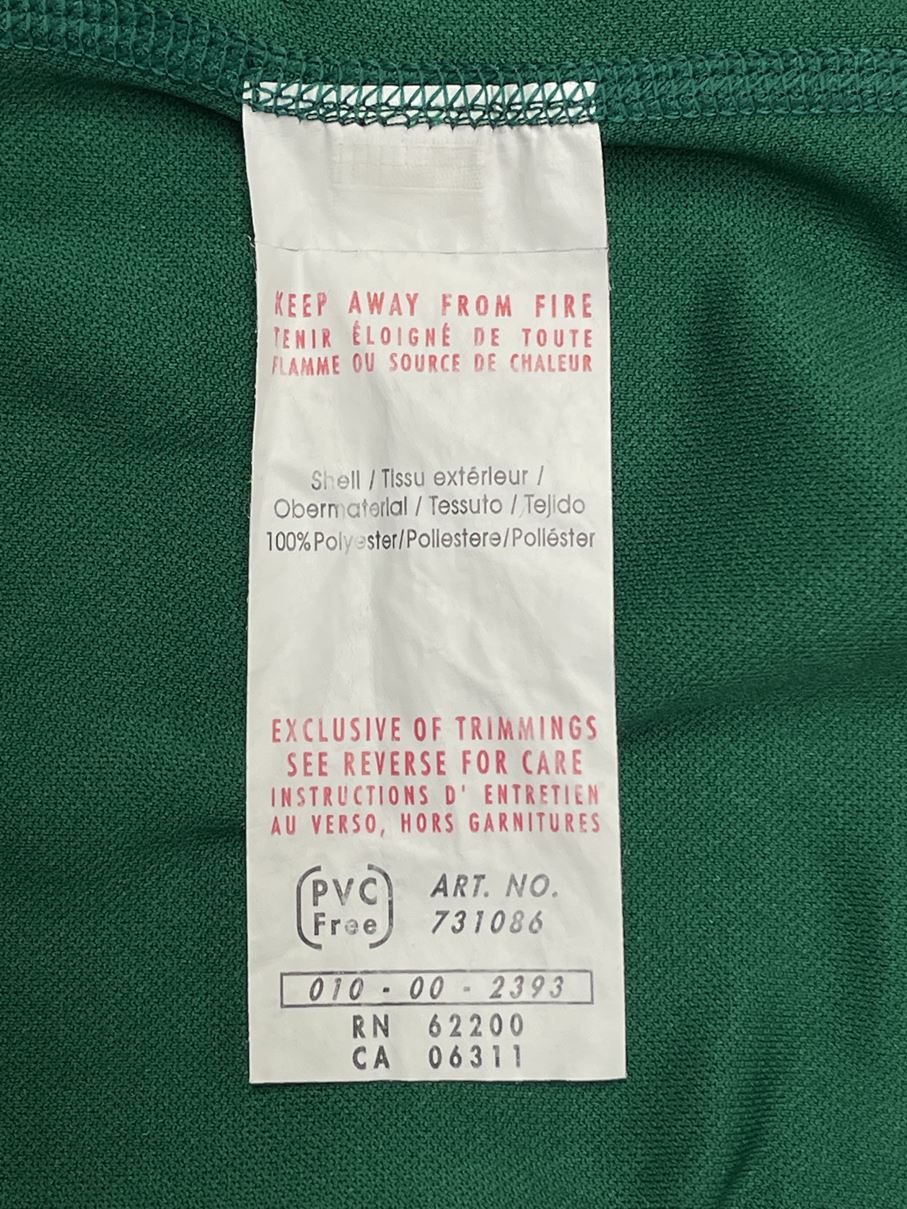 KEEP AWAY FROM FIRE
TENIR ÉLOIGNÉ DE TOUTE
FLAMME OU SOURCE DE CHALEUR
Shell / Tissu extérieur /
Obermaterial / Tessuto / Tejido
100%Polyester/Poliestere/Poliéster
EXCLUSIVE OF TRIMMINGS
SEE REVERSE FOR CARE
INSTRUCTIONS D' ENTRETIEN
AU VERSO, HORS GARNITURES
PVC
Free
ART. NO.
731086
010 - 00 - 2393
RN 62200
CA 06311